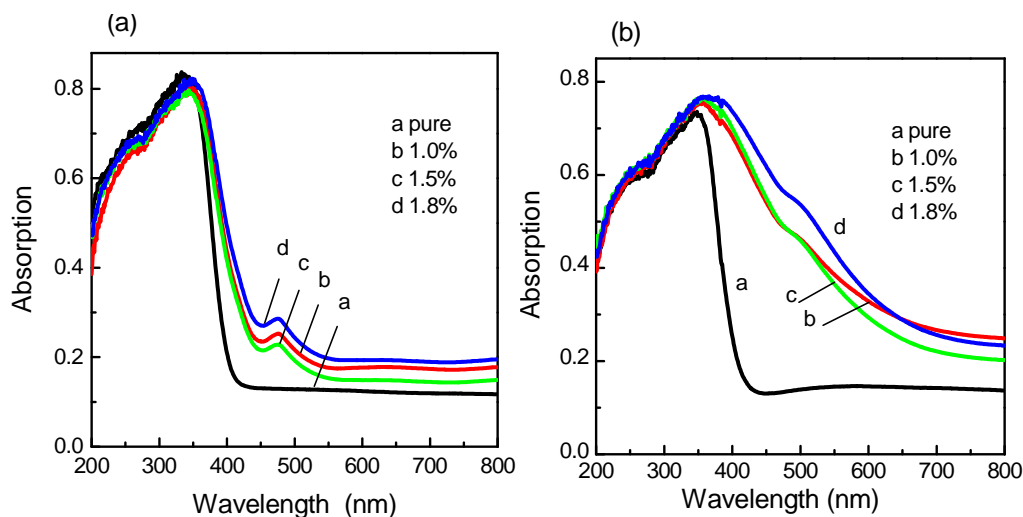 (a)
0.8
0.6
0.4
0.2
0.0
Absorption
a pure
b 1.0%
c 1.5%
d 1.8%
d
c
b
a
200 300 400 500 600 700 800
Wavelength (nm)
(b)
0.8
0.6
0.4
0.2
0.0
Absorption
a pure
b 1.0%
c 1.5%
d 1.8%
d
a
c
b
200 300 400 500 600 700 800
Wavelength (nm)